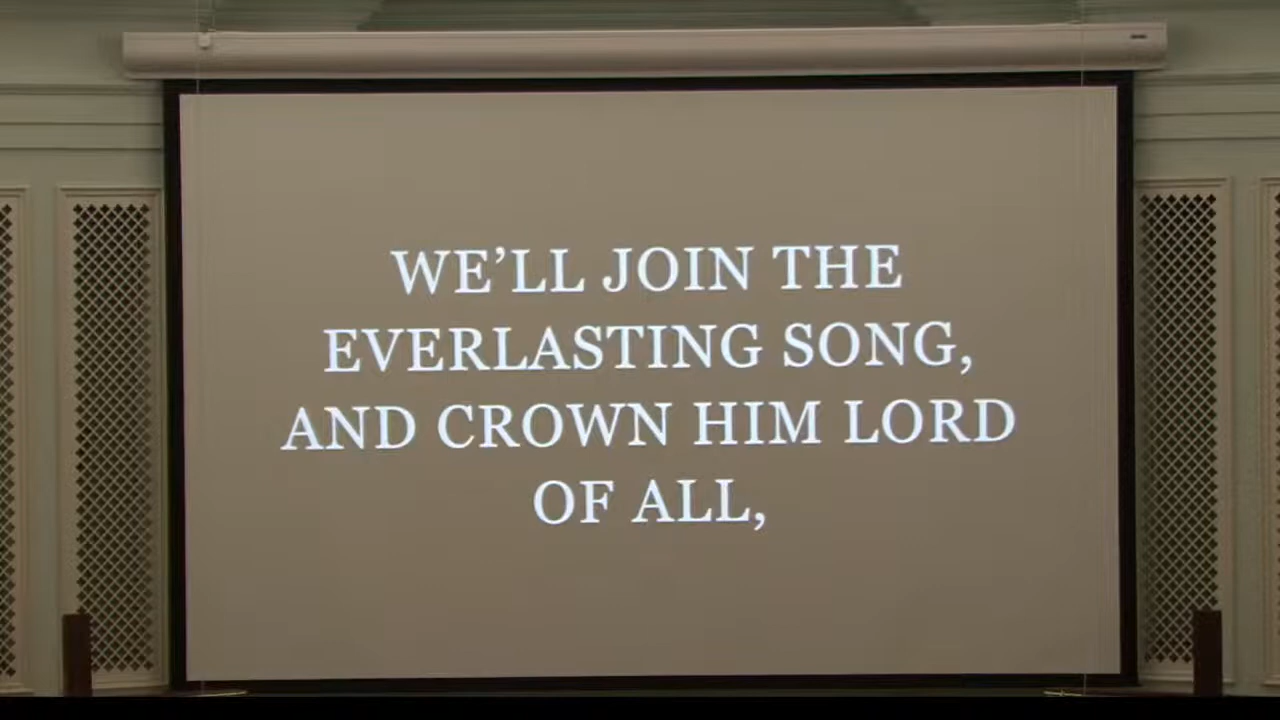 WE’LL JOIN THE
EVERLASTING SONG,
AND CROWN HIM LORD
OF ALL,